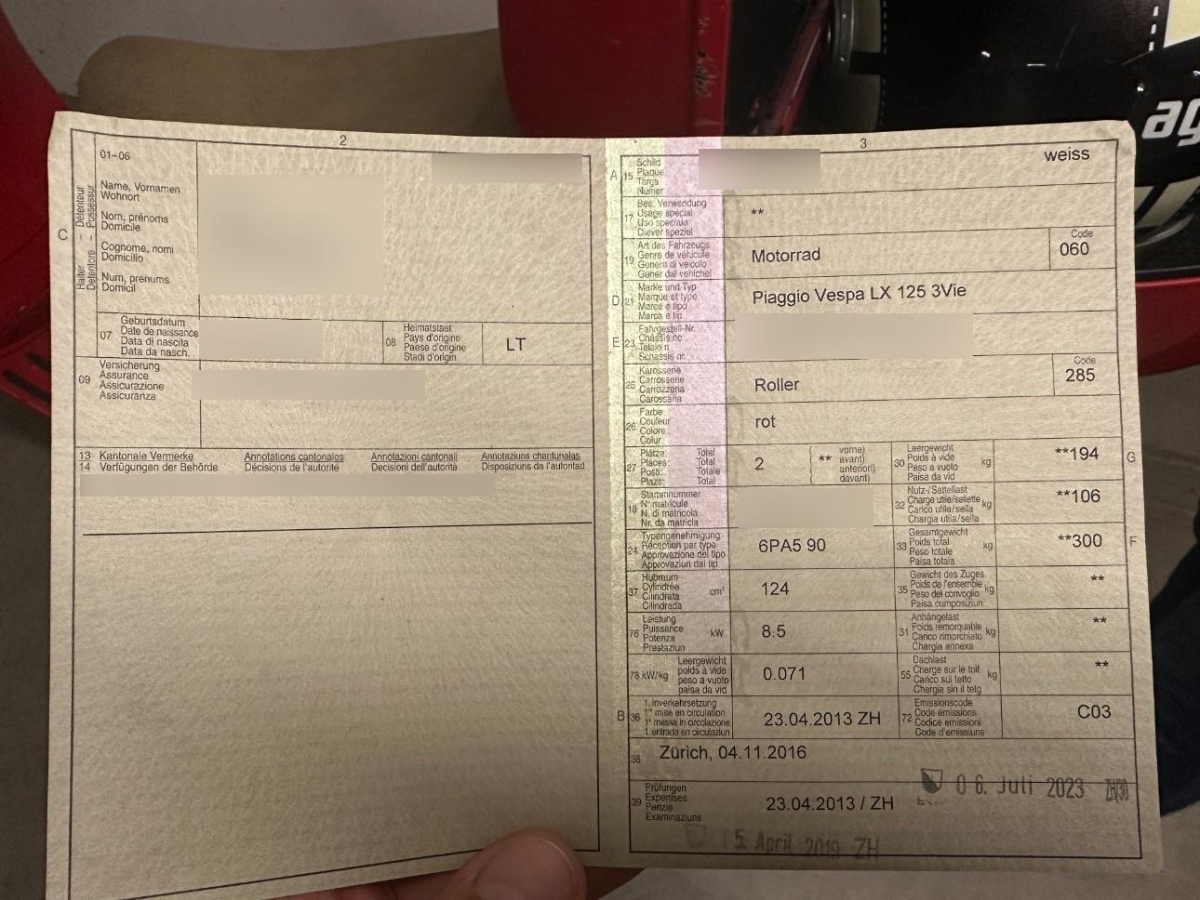 2
01-06
Halter – Détenteur
Detentore – Possessur
C
Name, Vornamen
Wohnort
Nom, prénoms
Domicile
Cognome, nomi
Domicilio
Num, prenums
Domicil
07
Geburtsdatum
Date de naissance
Data di nascita
Data da nasch.
08
Heimatstaat
Pays d'origine
Paese d'origine
Stadi d'origin
LT
09
Versicherung
Assurance
Assicurazione
Assicuranza
13 Kantonale Vermerke Annotations cantonales Annotazioni cantonali Annotaziuns chantunalas
14 Verfügungen der Behörde Décisions de l'autorité Decisioni dell'autorità Disposiziuns da l'autoritad
3
A 15
Schild
Plaque
Targa
Numer
weiss
17
Bes. Verwendung
Usage spécial
Uso speciale
Diever spezial
**
19
Art des Fahrzeugs
Genre de véhicule
Genere di veicolo
Gener dal vehichel
Motorrad
Code
060
D 21
Marke und Typ
Marque et type
Marca e tipo
Marca e tip
Piaggio Vespa LX 125 3Vie
E 23
Fahrgestell-Nr.
Châssis no
Telaio n.
Schassis nr.
25
Karosserie
Carrosserie
Carrozzeria
Carossaria
Roller
Code
285
26
Farbe
Couleur
Colore
Colur
rot
27
Plätze: Total
Places: Total
Posti: Totale
Plazs: Total
2
( ** vorne)
( avant)
( anteriori)
( davant)
30
Leergewicht
Poids à vide
Peso a vuoto
Paisa da vid
kg
**194
G
18
Stammnummer
N° matricule
N. di matricola
Nr. da matricla
32
Nutz-/Sattellast
Charge utile/sellette
Carico utile/sella
Chargia utila/sella
kg
**106
24
Typengenehmigung
Réception par type
Approvazione del tipo
Approvaziun dal tip
6PA5 90
33
Gesamtgewicht
Poids total
Peso totale
Paisa totala
kg
**300
F
37
Hubraum
Cylindrée
Cilindrata
Cilindrada
cm³
124
35
Gewicht des Zuges
Poids de l'ensemble
Peso del convoglio
Paisa cumposiziun
kg
**
76
Leistung
Puissance
Potenza
Prestaziun
kW
8.5
31
Anhängelast
Poids remorquable
Carico rimorchiato
Chargia annexa
kg
**
78 kW/kg
Leergewicht
poids à vide
peso a vuoto
paisa da vid
0.071
55
Dachlast
Charge sur le toit
Carico sul tetto
Chargia sin il tetg
kg
**
B 36
1. Inverkehrsetzung
1re mise en circulation
1a messa in circolazione
1. entrada en circulaziun
23.04.2013 ZH
72
Emissionscode
Code émissions
Codice emissioni
Code d'emissiuns
C03
38
Zürich, 04.11.2016
06. Juli 2023
39
Prüfungen
Expertises
Perizie
Examinaziuns
23.04.2013 / ZH
5. April 2019 ZH